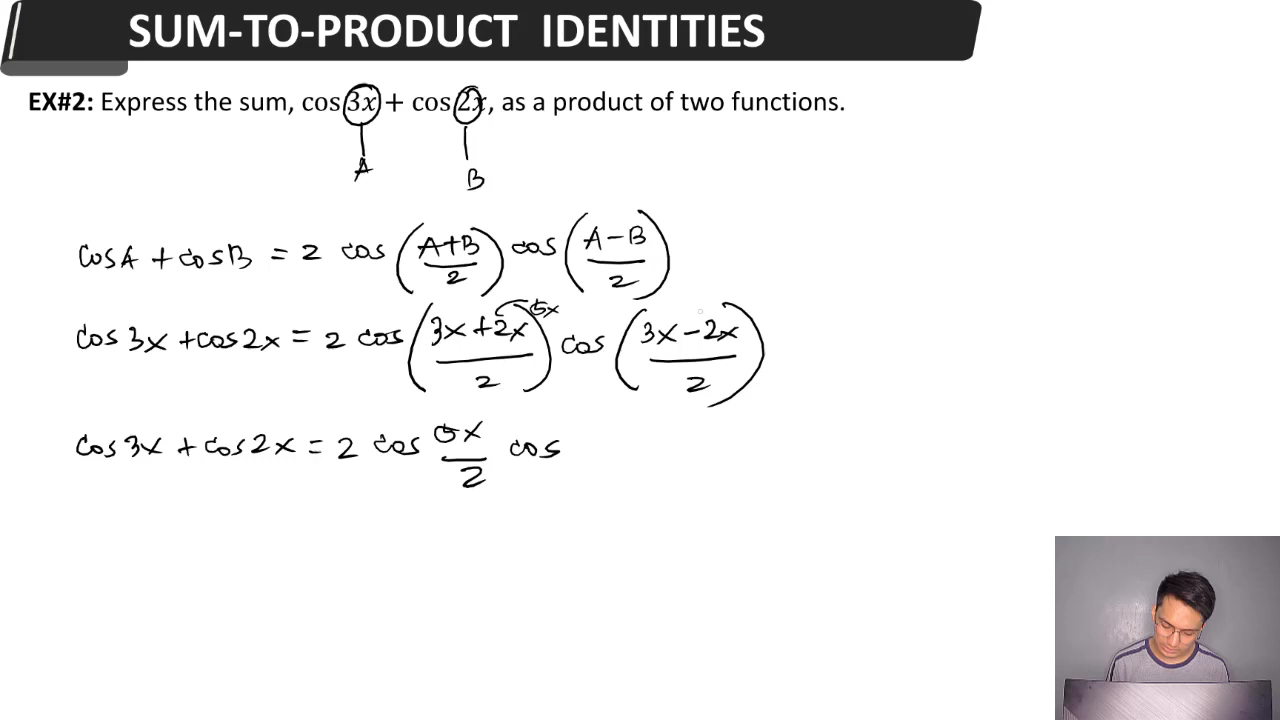 SUM-TO-PRODUCT IDENTITIES
EX#2: Express the sum, cos 3x + cos 2x, as a product of two functions.
A B
cosA + cosB = 2 cos (A+B/2) cos (A-B/2)
5x
cos 3x + cos 2x = 2 cos (3x + 2x/2) cos (3x - 2x/2)
cos 3x + cos 2x = 2 cos 5x/2 cos